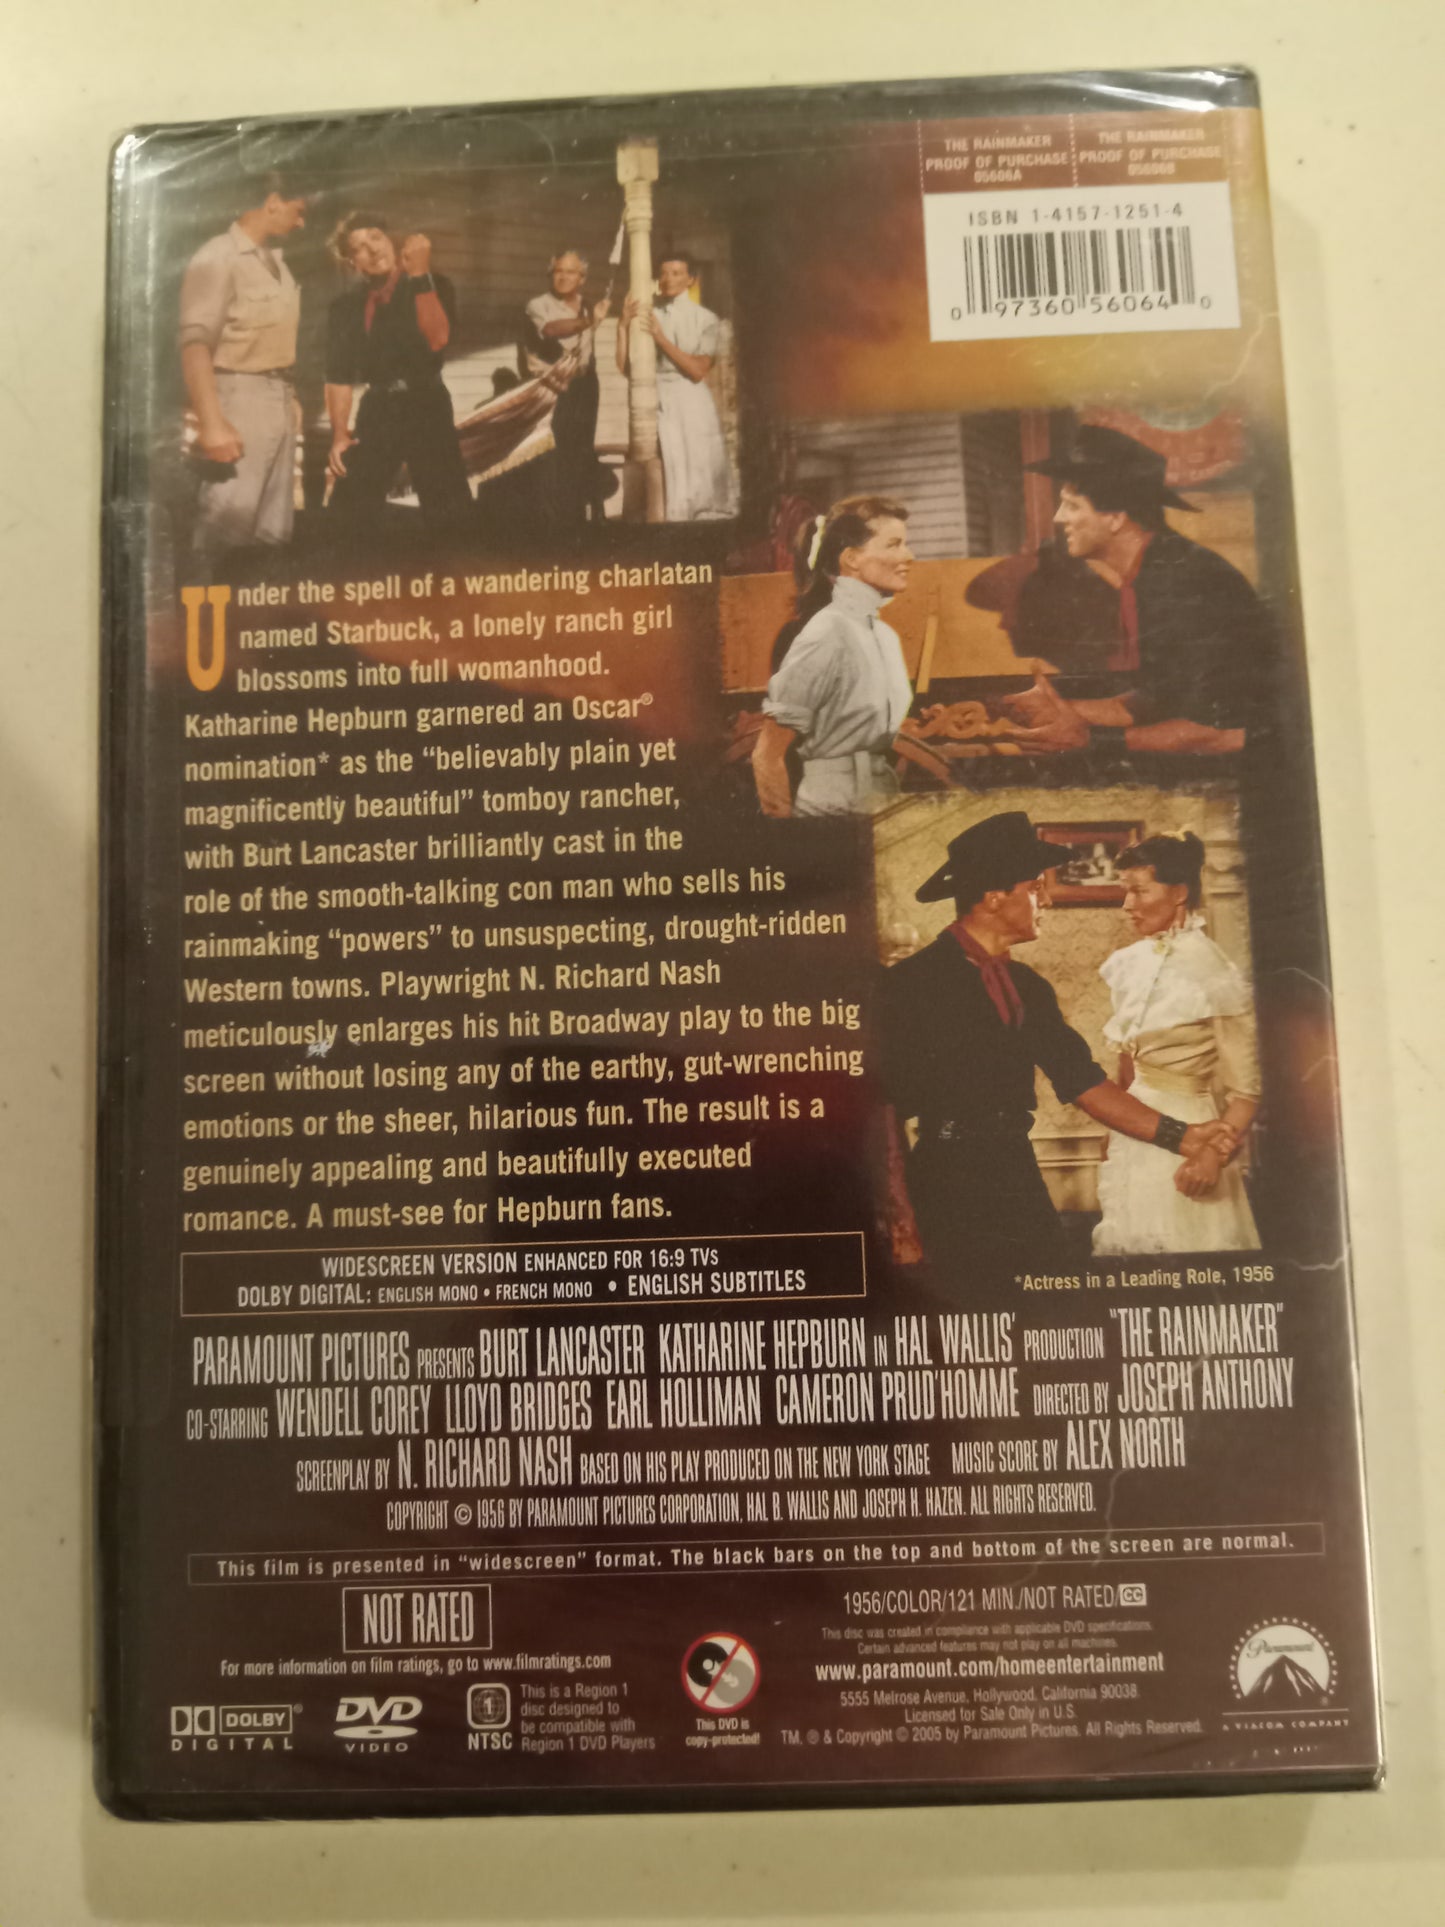 THE RAINMAKER
PROOF OF PURCHASE
05606A
THE RAINMAKER
PROOF OF PURCHASE
05606B
ISBN 1-4157-1251-4
0 97360 56064 0
Under the spell of a wandering charlatan
named Starbuck, a lonely ranch girl
blossoms into full womanhood.
Katharine Hepburn garnered an Oscar®
nomination* as the “believably plain yet
magnificently beautiful” tomboy rancher,
with Burt Lancaster brilliantly cast in the
role of the smooth-talking con man who sells his
rainmaking “powers” to unsuspecting, drought-ridden
Western towns. Playwright N. Richard Nash
meticulously enlarges his hit Broadway play to the big
screen without losing any of the earthy, gut-wrenching
emotions or the sheer, hilarious fun. The result is a
genuinely appealing and beautifully executed
romance. A must-see for Hepburn fans.
WIDESCREEN VERSION ENHANCED FOR 16:9 TVs
DOLBY DIGITAL: ENGLISH MONO • FRENCH MONO • ENGLISH SUBTITLES
*Actress in a Leading Role, 1956
PARAMOUNT PICTURES PRESENTS BURT LANCASTER KATHARINE HEPBURN IN HAL WALLIS' PRODUCTION "THE RAINMAKER"
CO-STARRING WENDELL COREY LLOYD BRIDGES EARL HOLLIMAN CAMERON PRUD'HOMME DIRECTED BY JOSEPH ANTHONY
SCREENPLAY BY N. RICHARD NASH BASED ON HIS PLAY PRODUCED ON THE NEW YORK STAGE MUSIC SCORE BY ALEX NORTH
COPYRIGHT © 1956 BY PARAMOUNT PICTURES CORPORATION, HAL B. WALLIS AND JOSEPH H. HAZEN. ALL RIGHTS RESERVED.
This film is presented in “widescreen” format. The black bars on the top and bottom of the screen are normal.
NOT RATED
For more information on film ratings, go to www.filmratings.com
DOLBY
DIGITAL
DVD
VIDEO
1
NTSC
This is a Region 1
disc designed to
be compatible with
Region 1 DVD Players
This DVD is
copy-protected!
1956/COLOR/121 MIN./NOT RATED/CC
This disc was created in compliance with applicable DVD specifications.
Certain advanced features may not play on all machines.
www.paramount.com/homeentertainment
5555 Melrose Avenue, Hollywood, California 90038.
Licensed for Sale Only in U.S.
TM, ® & Copyright © 2005 by Paramount Pictures. All Rights Reserved.
Paramount
®
A VIACOM COMPANY